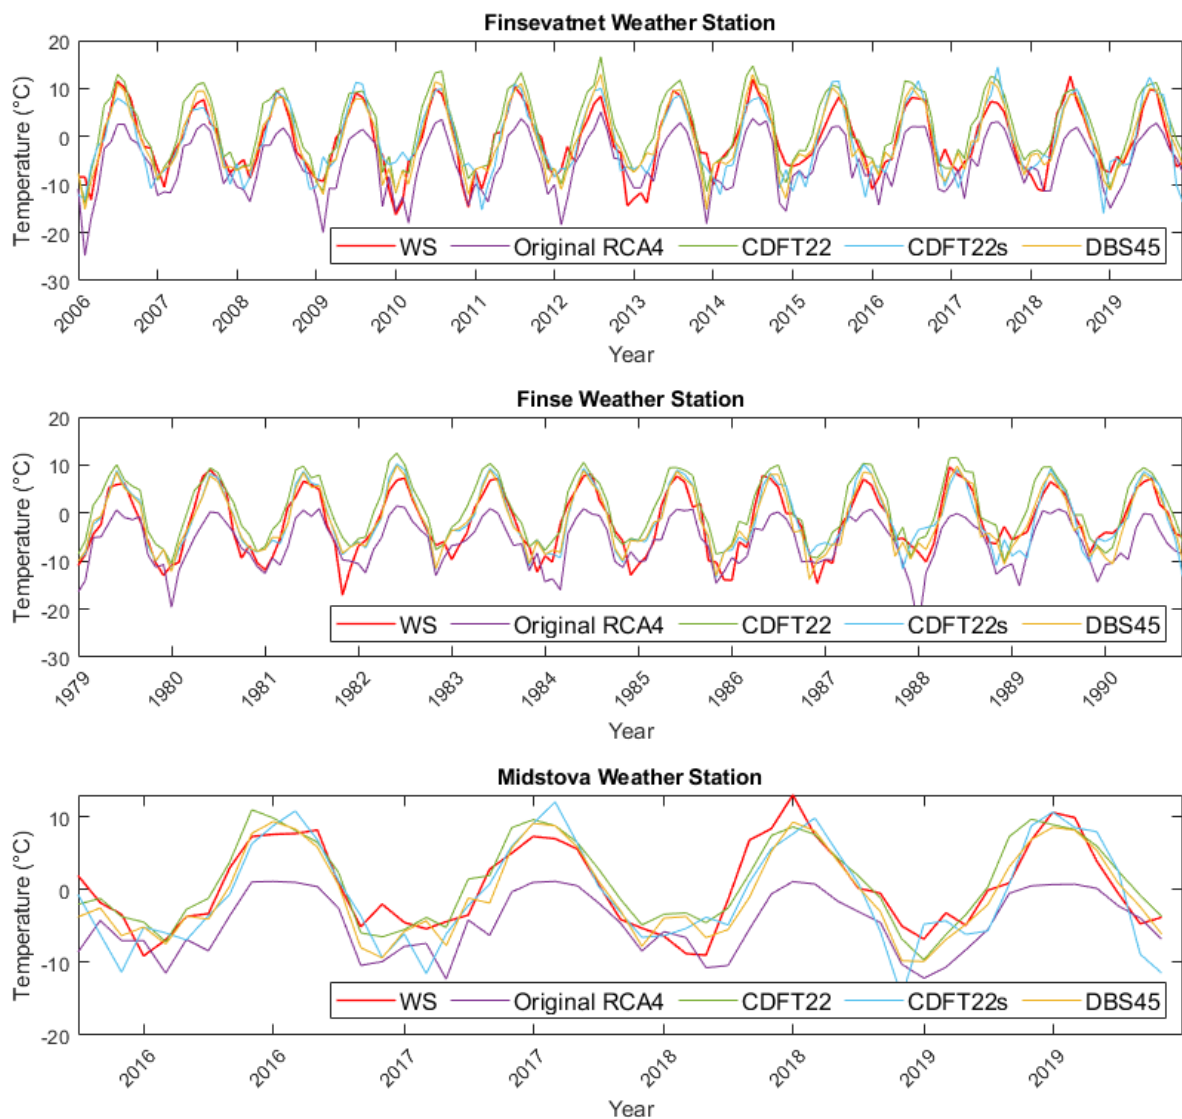 Finsevatnet Weather Station
Temperature (°C)
20
10
0
-10
-20
-30
WS Original RCA4 CDFT22 CDFT22s DBS45
2006 2007 2008 2009 2010 2011 2012 2013 2014 2015 2016 2017 2018 2019
Year
Finse Weather Station
Temperature (°C)
20
10
0
-10
-20
-30
WS Original RCA4 CDFT22 CDFT22s DBS45
1979 1980 1981 1982 1983 1984 1985 1986 1987 1988 1989 1990
Year
Midstova Weather Station
Temperature (°C)
10
0
-10
-20
WS Original RCA4 CDFT22 CDFT22s DBS45
2016 2016 2017 2017 2018 2018 2019 2019
Year